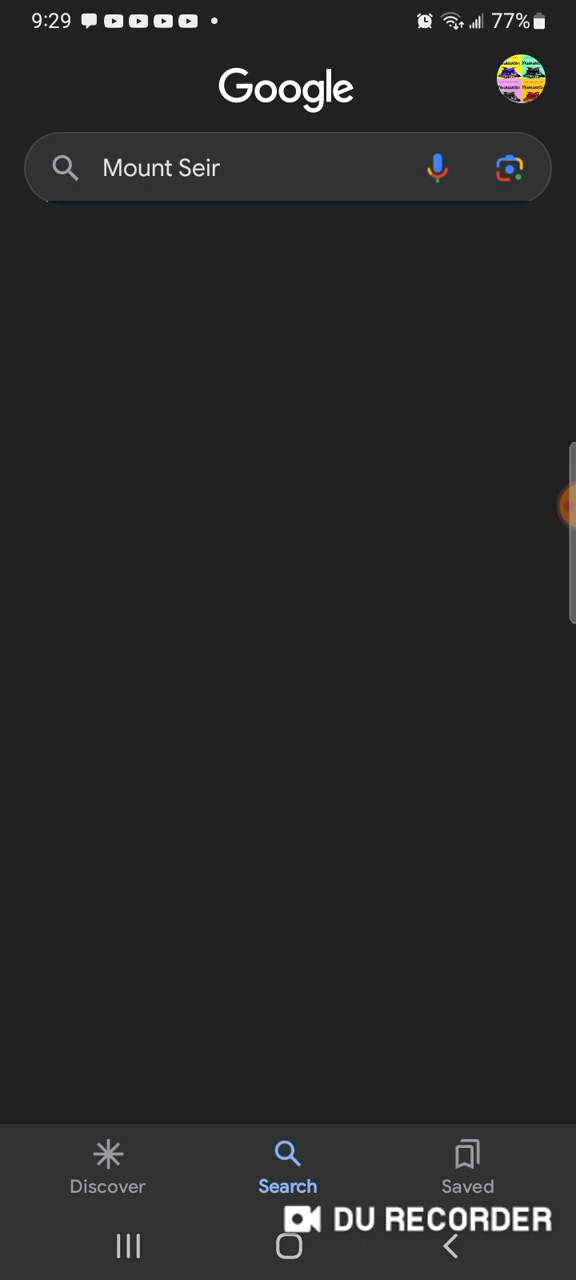 9:29 77%
Google
Mount Seir
Discover Search Saved
DU RECORDER